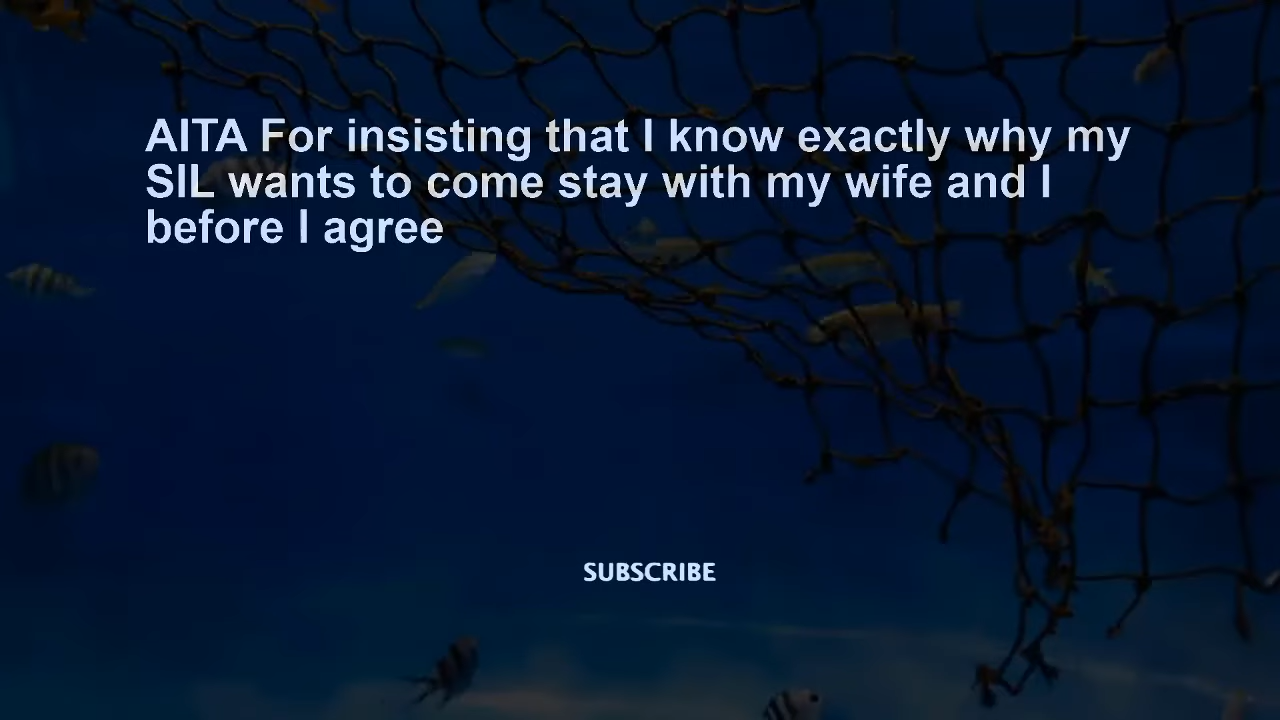 AITA For insisting that I know exactly why my
SIL wants to come stay with my wife and I
before I agree
SUBSCRIBE